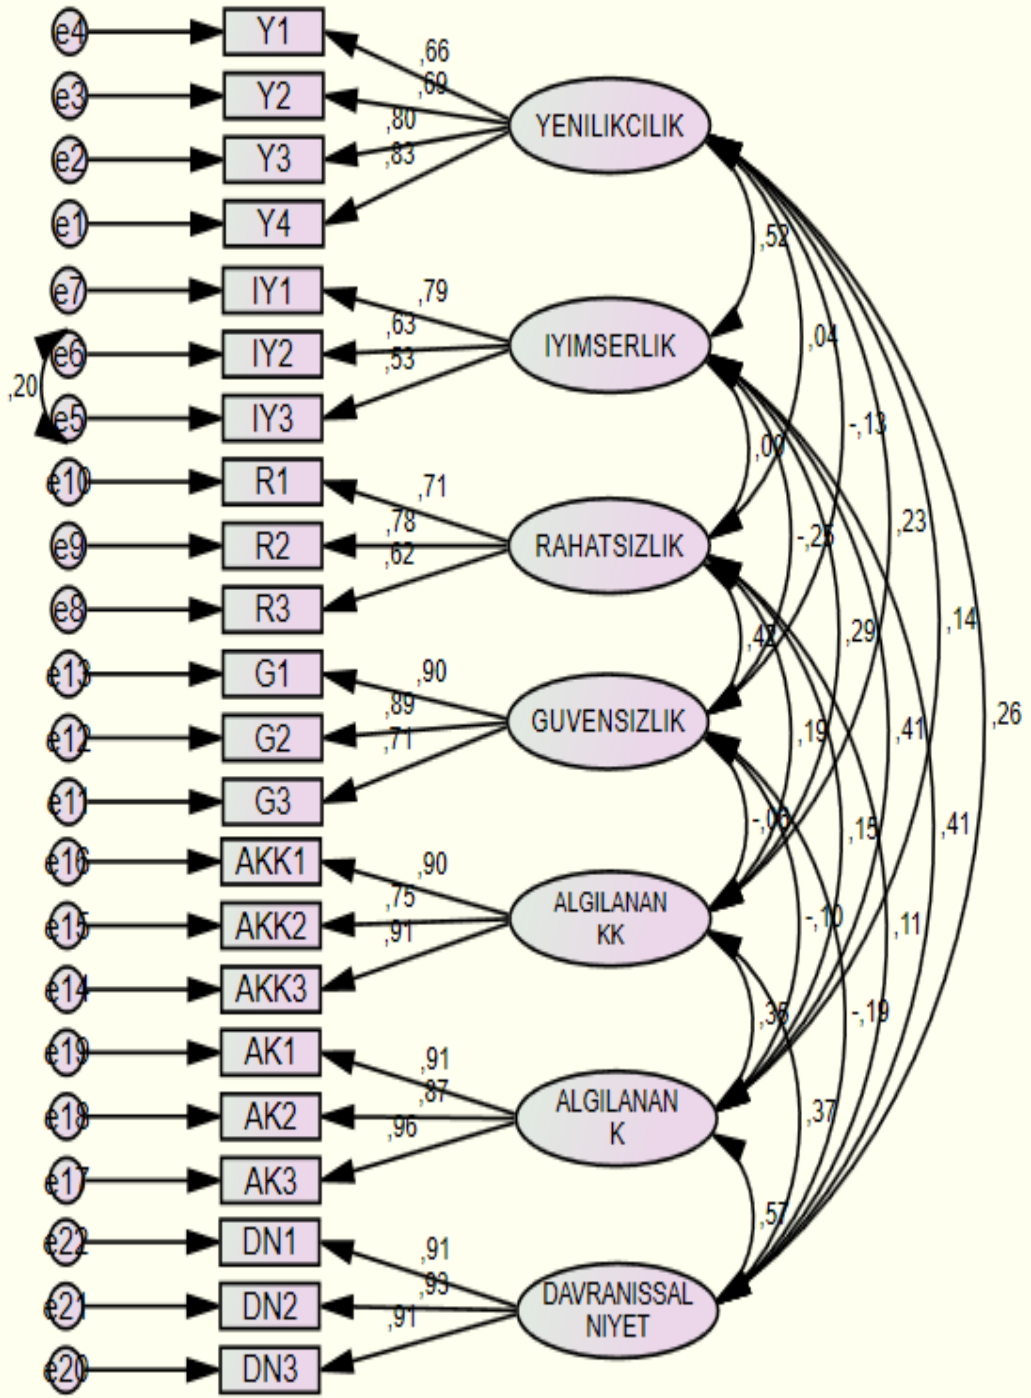 e4
Y1
,66
e3
Y2
,69
,80
YENILIKCILIK
e2
Y3
,83
e1
Y4
,52
e7
IY1
,79
,63
,04
e6
IY2
,53
IYIMSERLIK
,20
e5
IY3
-,13
e10
R1
,71
,23
,78
-,25
e9
R2
,62
RAHATSIZLIK
e8
R3
,42
,29
,14
e13
G1
,90
,89
GUVENSIZLIK
,26
e12
G2
,71
,19
,41
e11
G3
-,06
,15
,41
e16
AKK1
,90
,75
ALGILANAN
KK
e15
AKK2
,91
-,10
,11
e14
AKK3
,35
-,19
e19
AK1
,91
,87
ALGILANAN
K
e18
AK2
,96
,37
e17
AK3
,57
e22
DN1
,91
,93
DAVRANISSAL
NIYET
e21
DN2
,91
e20
DN3